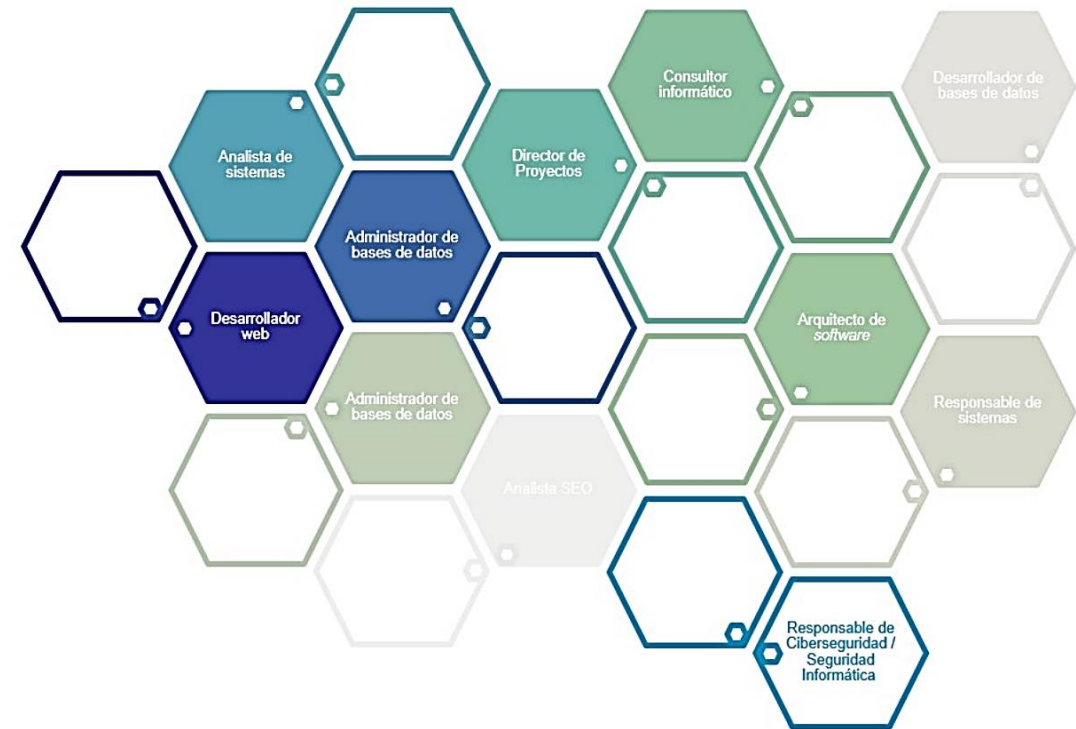 Consultor
informático
Desarrollador de
bases de datos
Analista de
sistemas
Director de
Proyectos
Administrador de
bases de datos
Desarrollador
web
Arquitecto de
software
Administrador de
bases de datos
Responsable de
sistemas
Analista SEO
Responsable de
Ciberseguridad /
Seguridad
Informática